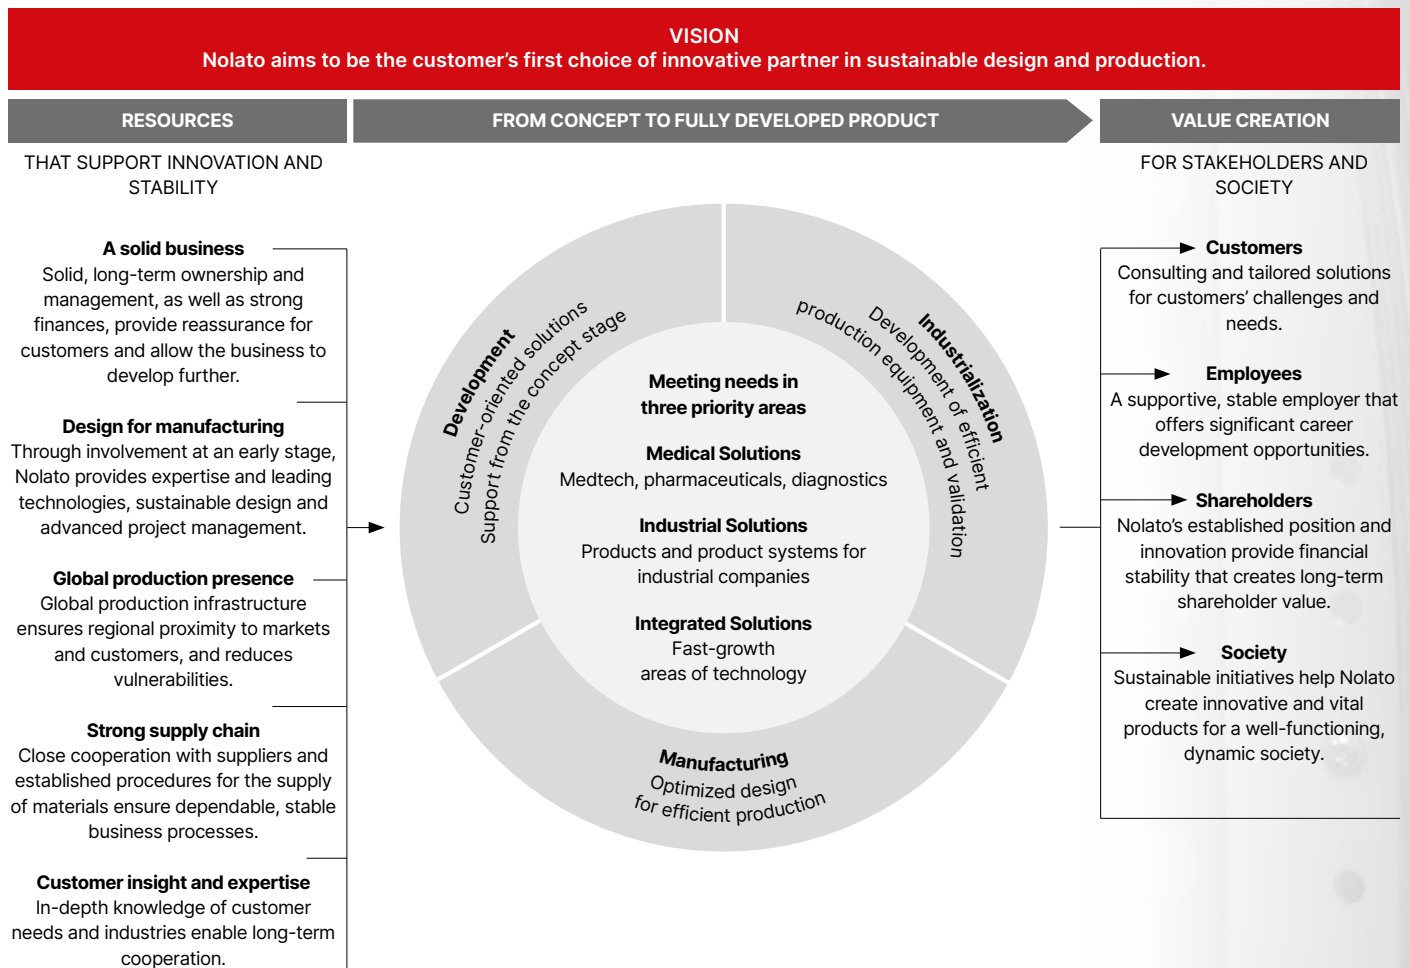 VISION
Nolato aims to be the customer’s first choice of innovative partner in sustainable design and production.
RESOURCES
THAT SUPPORT INNOVATION AND
STABILITY
A solid business
Solid, long-term ownership and
management, as well as strong
finances, provide reassurance for
customers and allow the business to
develop further.
Design for manufacturing
Through involvement at an early stage,
Nolato provides expertise and leading
technologies, sustainable design and
advanced project management.
Global production presence
Global production infrastructure
ensures regional proximity to markets
and customers, and reduces
vulnerabilities.
Strong supply chain
Close cooperation with suppliers and
established procedures for the supply
of materials ensure dependable, stable
business processes.
Customer insight and expertise
In-depth knowledge of customer
needs and industries enable long-term
cooperation.
FROM CONCEPT TO FULLY DEVELOPED PRODUCT
Development
Customer-oriented solutions
Support from the concept stage
Industrialization
Development of efficient
production equipment and validation
Meeting needs in
three priority areas
Medical Solutions
Medtech, pharmaceuticals, diagnostics
Industrial Solutions
Products and product systems for
industrial companies
Integrated Solutions
Fast-growth
areas of technology
Manufacturing
Optimized design
for efficient production
VALUE CREATION
FOR STAKEHOLDERS AND
SOCIETY
Customers
Consulting and tailored solutions
for customers’ challenges and
needs.
Employees
A supportive, stable employer that
offers significant career
development opportunities.
Shareholders
Nolato’s established position and
innovation provide financial
stability that creates long-term
shareholder value.
Society
Sustainable initiatives help Nolato
create innovative and vital
products for a well-functioning,
dynamic society.